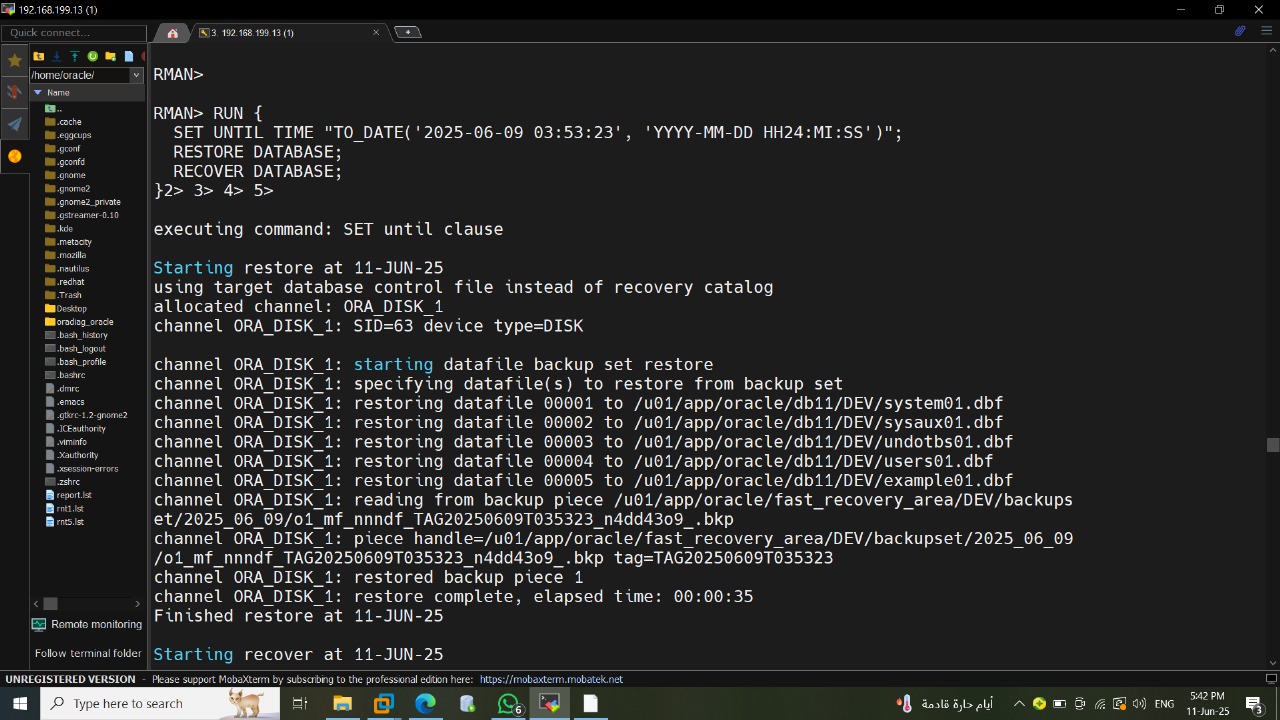 192.168.199.13 (1)
Quick connect...
3. 192.168.199.13 (1)
/home/oracle/
Name
..
.cache
.eggcups
.gconf
.gconfd
.gnome
.gnome2
.gnome2_private
.gstreamer-0.10
.kde
.metacity
.mozilla
.nautilus
.redhat
.Trash
Desktop
oradiag_oracle
.bash_history
.bash_logout
.bash_profile
.bashrc
.dmrc
.emacs
.gtkrc-1.2-gnome2
.ICEauthority
.viminfo
.Xauthority
.xsession-errors
.zshrc
report.lst
rnt1.lst
rnt5.lst
Remote monitoring
Follow terminal folder
RMAN>
RMAN> RUN {
SET UNTIL TIME "TO_DATE('2025-06-09 03:53:23', 'YYYY-MM-DD HH24:MI:SS')";
RESTORE DATABASE;
RECOVER DATABASE;
}2> 3> 4> 5>
executing command: SET until clause
Starting restore at 11-JUN-25
using target database control file instead of recovery catalog
allocated channel: ORA_DISK_1
channel ORA_DISK_1: SID=63 device type=DISK
channel ORA_DISK_1: starting datafile backup set restore
channel ORA_DISK_1: specifying datafile(s) to restore from backup set
channel ORA_DISK_1: restoring datafile 00001 to /u01/app/oracle/db11/DEV/system01.dbf
channel ORA_DISK_1: restoring datafile 00002 to /u01/app/oracle/db11/DEV/sysaux01.dbf
channel ORA_DISK_1: restoring datafile 00003 to /u01/app/oracle/db11/DEV/undotbs01.dbf
channel ORA_DISK_1: restoring datafile 00004 to /u01/app/oracle/db11/DEV/users01.dbf
channel ORA_DISK_1: restoring datafile 00005 to /u01/app/oracle/db11/DEV/example01.dbf
channel ORA_DISK_1: reading from backup piece /u01/app/oracle/fast_recovery_area/DEV/backups
et/2025_06_09/o1_mf_nnndf_TAG20250609T035323_n4dd43o9_.bkp
channel ORA_DISK_1: piece handle=/u01/app/oracle/fast_recovery_area/DEV/backupset/2025_06_09
/o1_mf_nnndf_TAG20250609T035323_n4dd43o9_.bkp tag=TAG20250609T035323
channel ORA_DISK_1: restored backup piece 1
channel ORA_DISK_1: restore complete, elapsed time: 00:00:35
Finished restore at 11-JUN-25
Starting recover at 11-JUN-25
UNREGISTERED VERSION - Please support MobaXterm by subscribing to the professional edition here: https://mobaxterm.mobatek.net
Type here to search
6
أيام حارة قادمة
ENG
5:42 PM
11-Jun-25
3